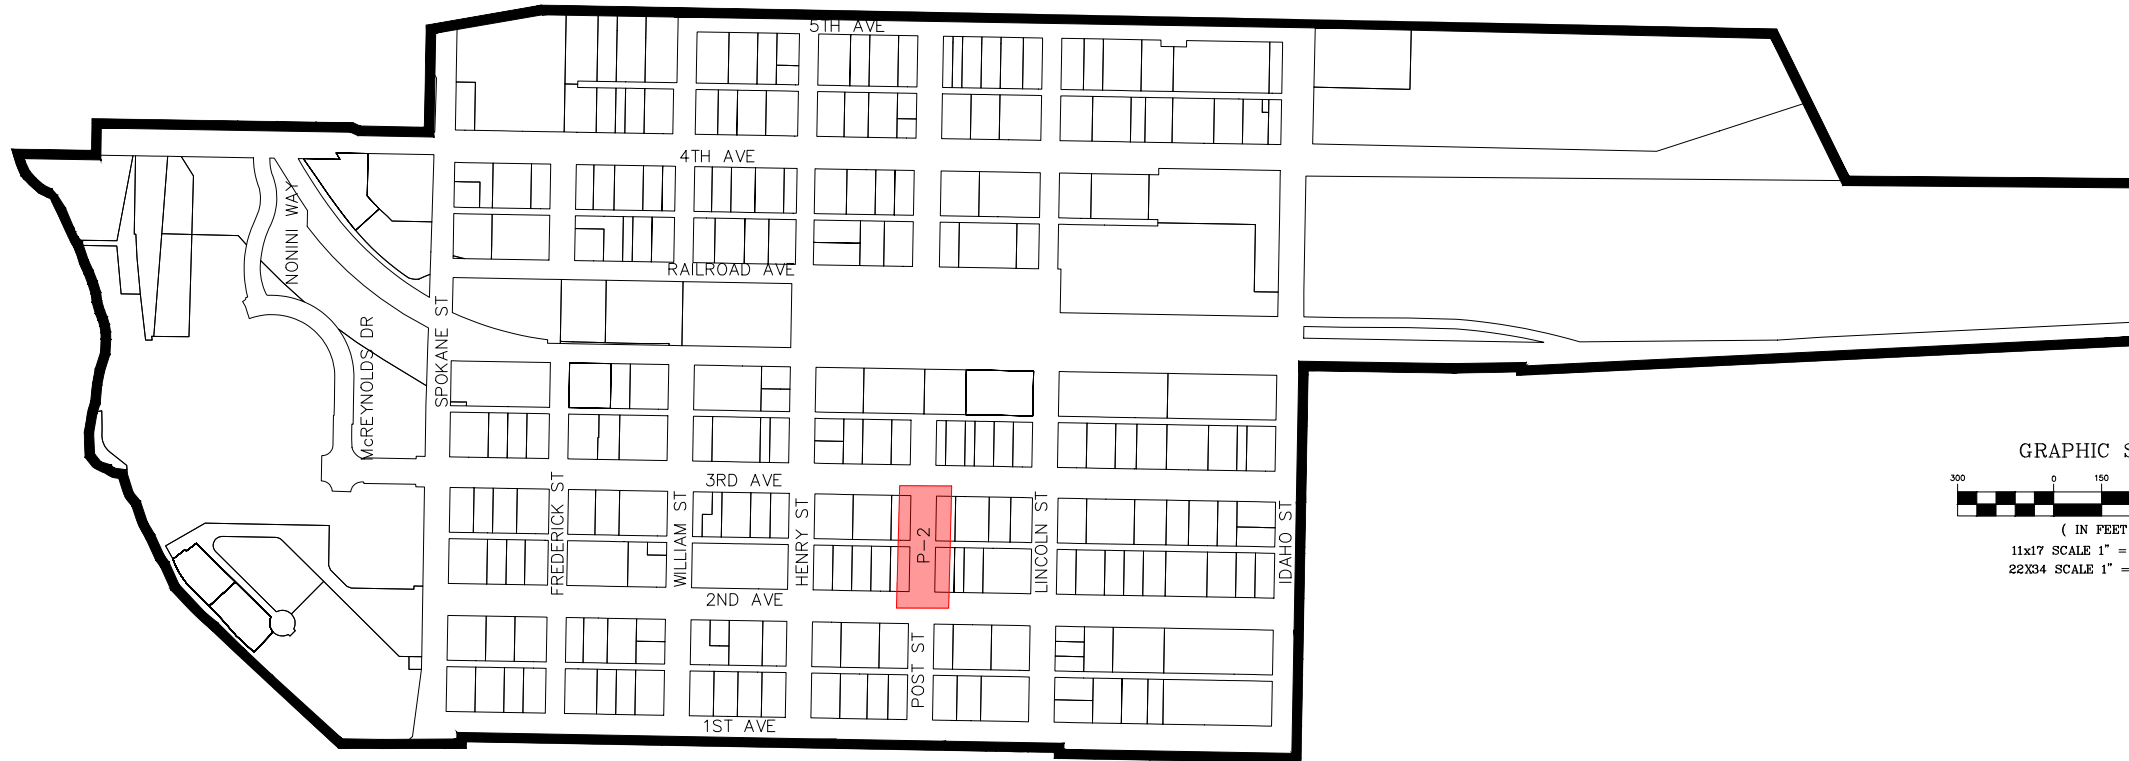 5TH AVE
4TH AVE
NONINI WAY
RAILROAD AVE
SPOKANE ST
McREYNOLDS DR
GRAPHIC S
300 0 150
( IN FEET
11x17 SCALE 1" =
22X34 SCALE 1" =
3RD AVE
FREDERICK ST
WILLIAM ST
HENRY ST
P-2
LINCOLN ST
IDAHO ST
2ND AVE
POST ST
1ST AVE